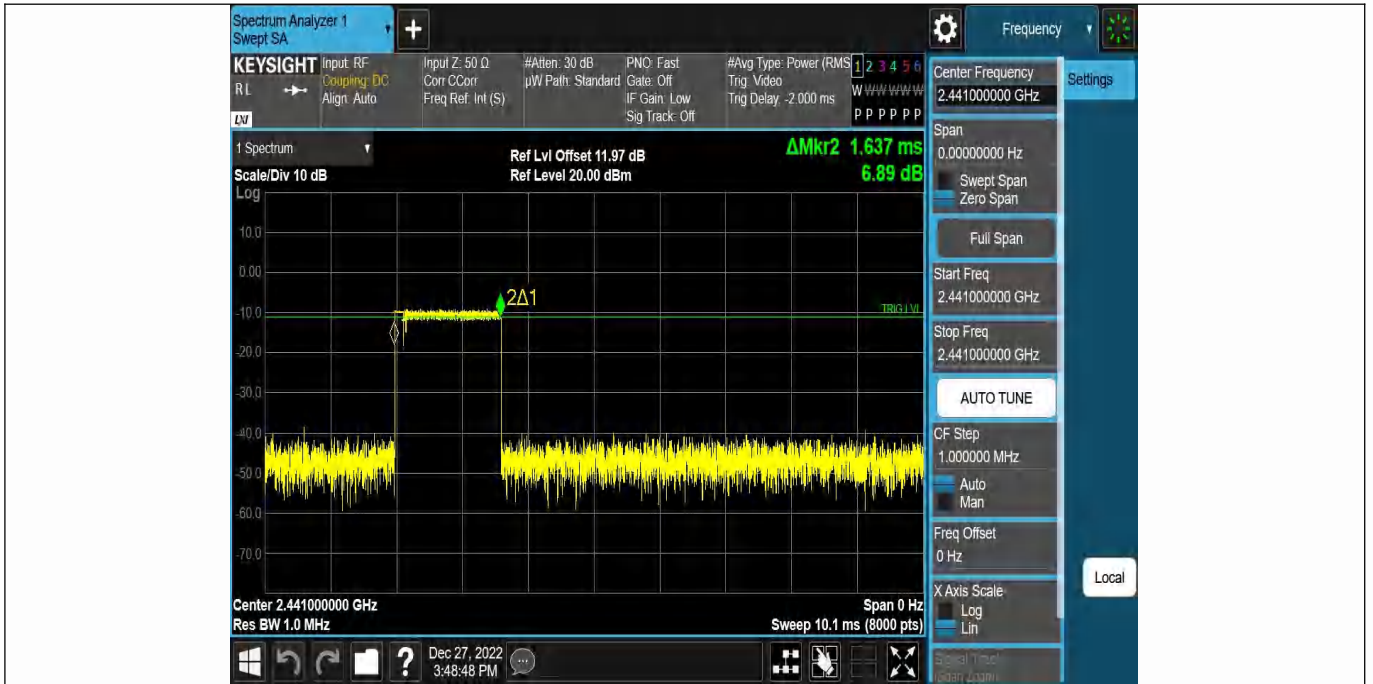 Spectrum Analyzer 1
Swept SA
+
Frequency
KEYSIGHT
R L
LXI
Input: RF
Coupling: DC
Align: Auto
Input Z: 50 Ω
Corr CCorr
Freq Ref: Int (S)
#Atten: 30 dB
µW Path: Standard
PNO: Fast
Gate: Off
IF Gain: Low
Sig Track: Off
#Avg Type: Power (RMS
Trig: Video
Trig Delay: -2.000 ms
1 2 3 4 5 6
W W W W W W
P P P P P P
Center Frequency
2.441000000 GHz
Settings
Span
0.00000000 Hz
Swept Span
Zero Span
Full Span
Start Freq
2.441000000 GHz
Stop Freq
2.441000000 GHz
AUTO TUNE
CF Step
1.000000 MHz
Auto
Man
Freq Offset
0 Hz
X Axis Scale
Log
Lin
Signal Track
(Span Zoom)
Local
1 Spectrum
Scale/Div 10 dB
Log
Ref Lvl Offset 11.97 dB
Ref Level 20.00 dBm
ΔMkr2 1.637 ms
6.89 dB
10.0
0.00
-10.0
-20.0
-30.0
-40.0
-50.0
-60.0
-70.0
2Δ1
TRIG LVL
Center 2.441000000 GHz
Res BW 1.0 MHz
Span 0 Hz
Sweep 10.1 ms (8000 pts)
?
Dec 27, 2022
3:48:48 PM